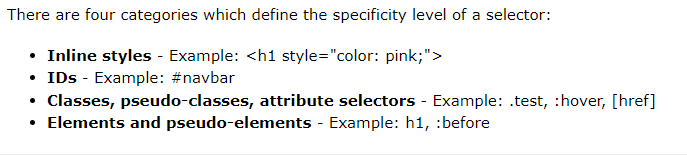 There are four categories which define the specificity level of a selector:
• Inline styles - Example: <h1 style="color: pink;">
• IDs - Example: #navbar
• Classes, pseudo-classes, attribute selectors - Example: .test, :hover, [href]
• Elements and pseudo-elements - Example: h1, :before